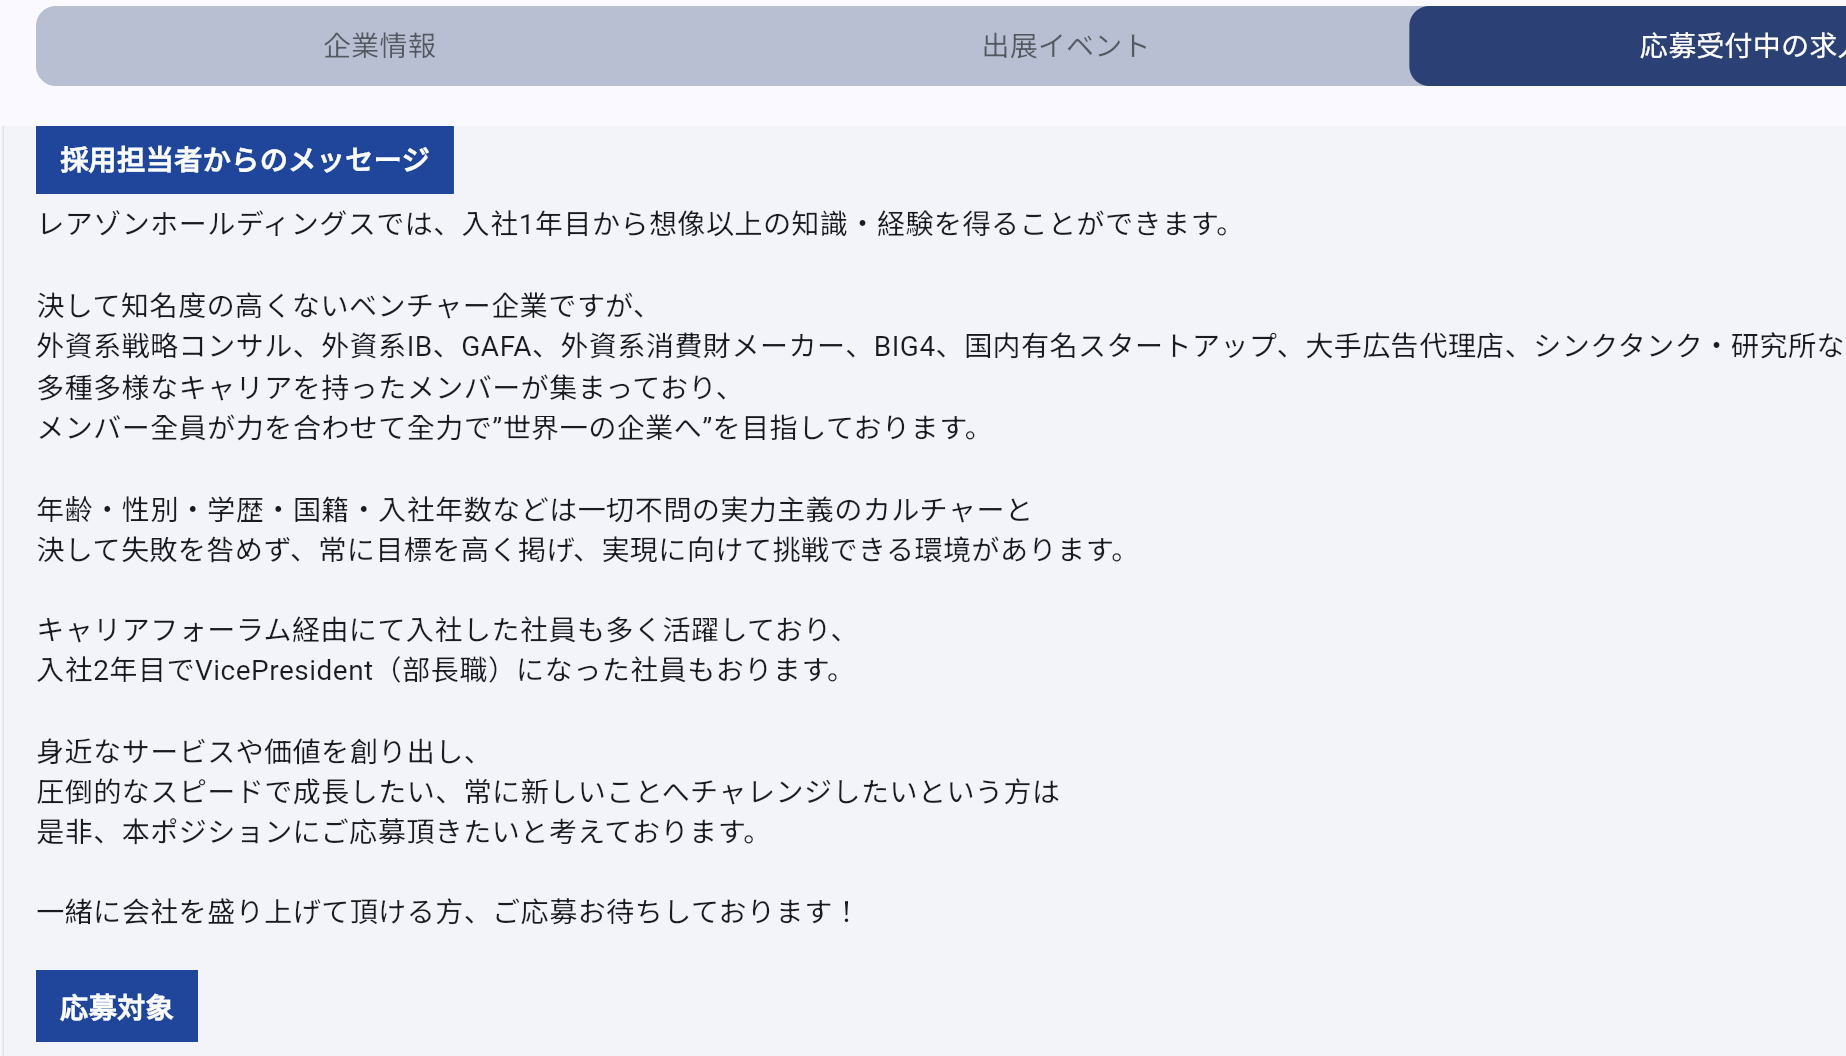 企業情報
出展イベント
応募受付中の求
採用担当者からのメッセージ
レアゾンホールディングスでは、入社1年目から想像以上の知識・経験を得ることができます。
決して知名度の高くないベンチャー企業ですが、
外資系戦略コンサル、外資系IB、GAFA、外資系消費財メーカー、BIG4、国内有名スタートアップ、大手広告代理店、シンクタンク・研究所な
多種多様なキャリアを持ったメンバーが集まっており、
メンバー全員が力を合わせて全力で”世界一の企業へ”を目指しております。
年齢・性別・学歴・国籍・入社年数などは一切不問の実力主義のカルチャーと
決して失敗を咎めず、常に目標を高く掲げ、実現に向けて挑戦できる環境があります。
キャリアフォーラム経由にて入社した社員も多く活躍しており、
入社2年目でVicePresident（部長職）になった社員もおります。
身近なサービスや価値を創り出し、
圧倒的なスピードで成長したい、常に新しいことへチャレンジしたいという方は
是非、本ポジションにご応募頂きたいと考えております。
一緒に会社を盛り上げて頂ける方、ご応募お待ちしております！
応募対象